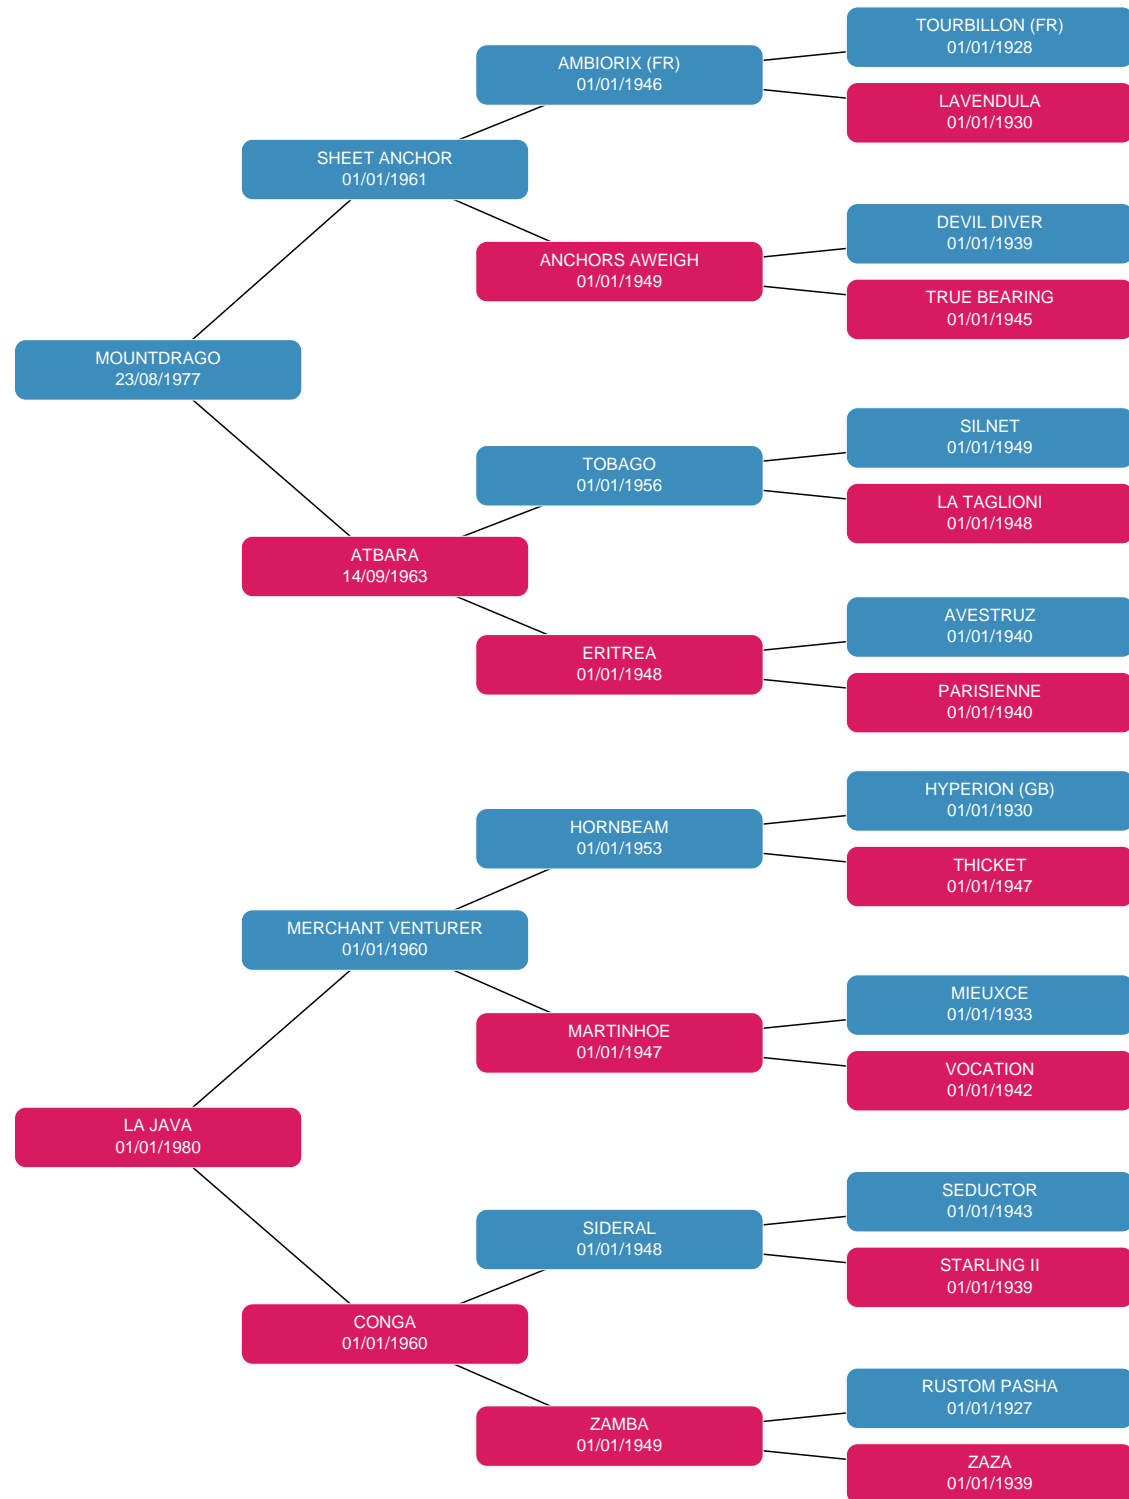 TOURBILLON (FR)
01/01/1928
AMBIORIX (FR)
01/01/1946
LAVENDULA
01/01/1930
SHEET ANCHOR
01/01/1961
DEVIL DIVER
01/01/1939
ANCHORS AWEIGH
01/01/1949
TRUE BEARING
01/01/1945
MOUNTDRAGO
23/08/1977
SILNET
01/01/1949
TOBAGO
01/01/1956
LA TAGLIONI
01/01/1948
ATBARA
14/09/1963
AVESTRUZ
01/01/1940
ERITREA
01/01/1948
PARISIENNE
01/01/1940
HYPERION (GB)
01/01/1930
HORNBEAM
01/01/1953
THICKET
01/01/1947
MERCHANT VENTURER
01/01/1960
MIEUXCE
01/01/1933
MARTINHOE
01/01/1947
VOCATION
01/01/1942
LA JAVA
01/01/1980
SEDUCTOR
01/01/1943
SIDERAL
01/01/1948
STARLING II
01/01/1939
CONGA
01/01/1960
RUSTOM PASHA
01/01/1927
ZAMBA
01/01/1949
ZAZA
01/01/1939